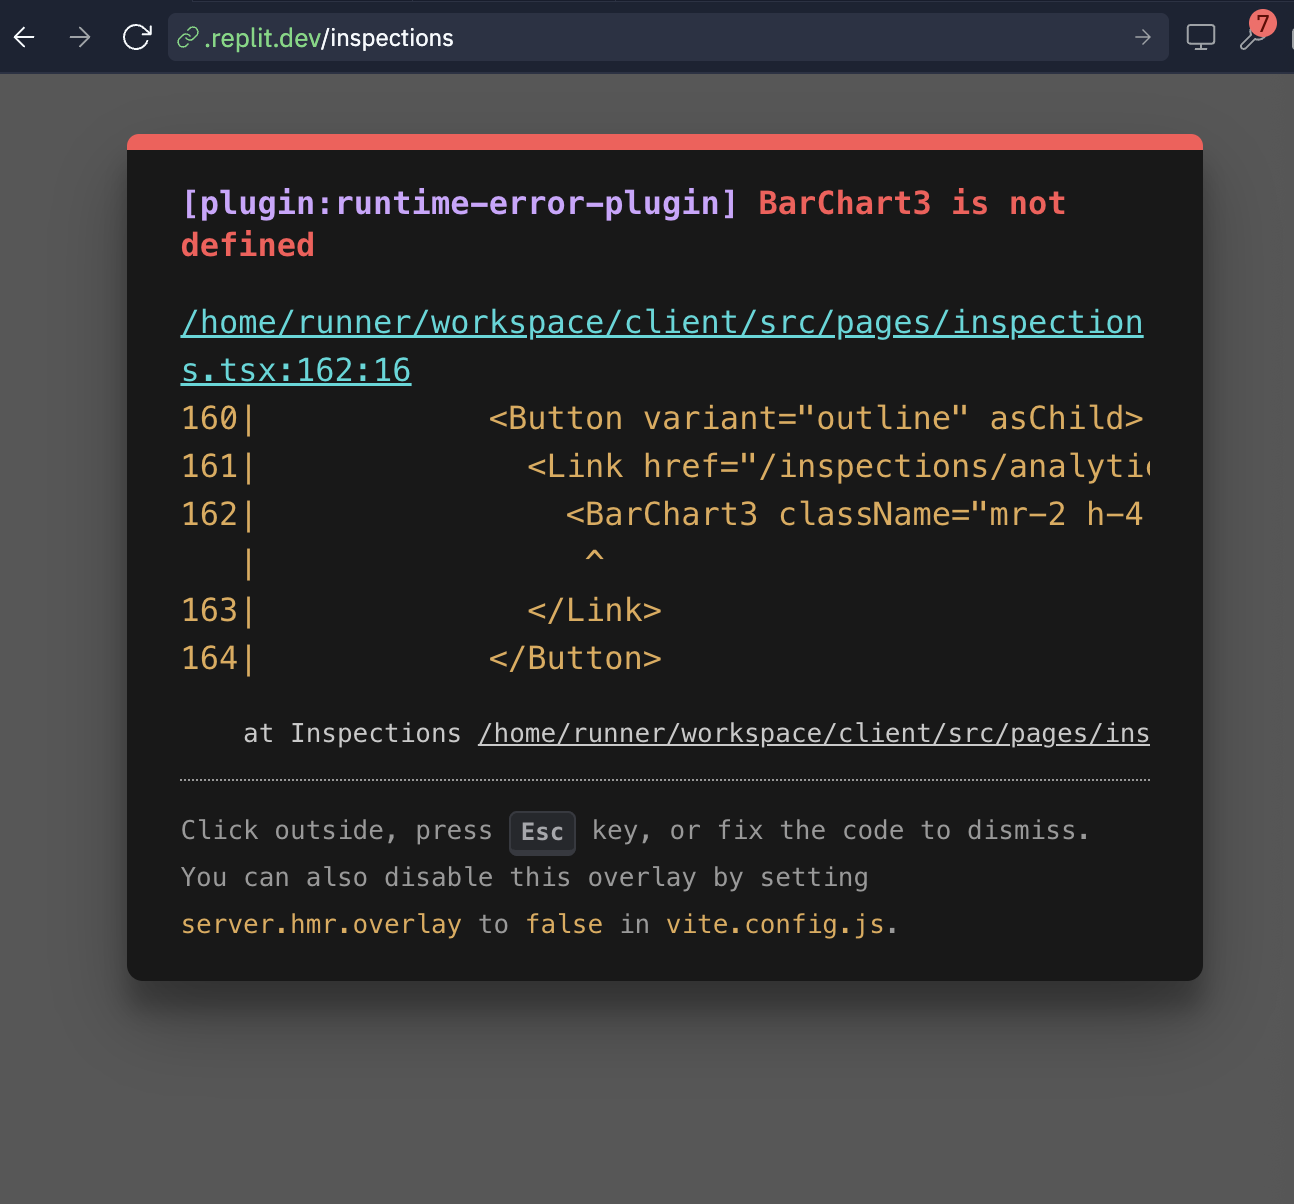 .replit.dev/inspections
7
[plugin:runtime-error-plugin] BarChart3 is not
defined
/home/runner/workspace/client/src/pages/inspection
s.tsx:162:16
160|            <Button variant="outline" asChild>
161|              <Link href="/inspections/analytic
162|                <BarChart3 className="mr-2 h-4
   |                 ^
163|              </Link>
164|            </Button>
at Inspections /home/runner/workspace/client/src/pages/ins
Click outside, press Esc key, or fix the code to dismiss.
You can also disable this overlay by setting
server.hmr.overlay to false in vite.config.js.